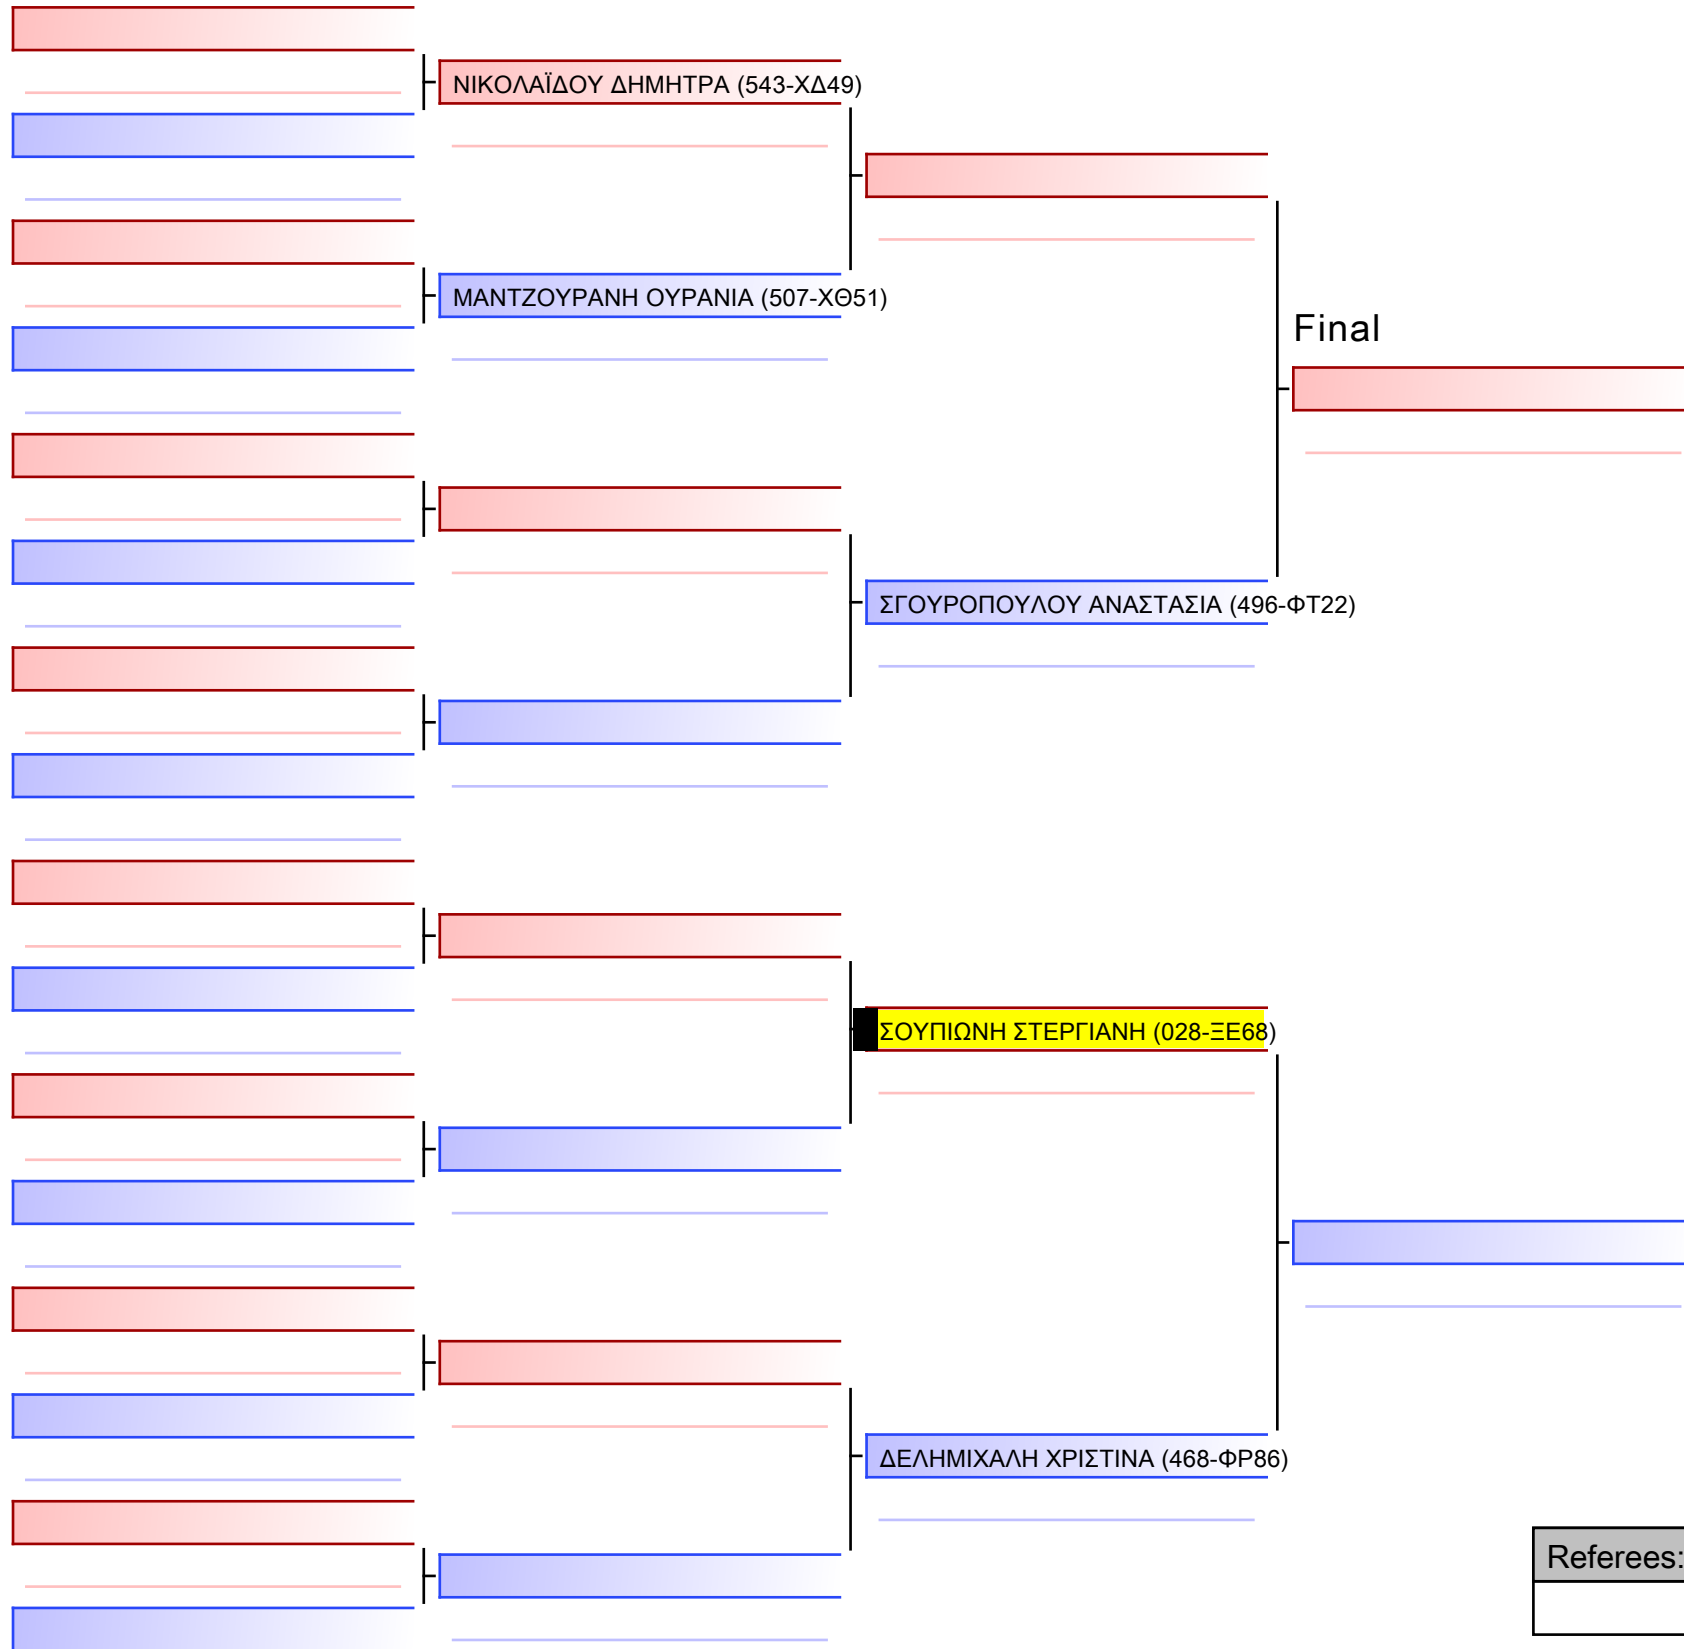 ΝΙΚΟΛΑΪΔΟΥ ΔΗΜΗΤΡΑ (543-ΧΔ49)
ΜΑΝΤΖΟΥΡΑΝΗ ΟΥΡΑΝΙΑ (507-ΧΘ51)
Final
ΣΓΟΥΡΟΠΟΥΛΟΥ ΑΝΑΣΤΑΣΙΑ (496-ΦΤ22)
ΣΟΥΠΙΩΝΗ ΣΤΕΡΓΙΑΝΗ (028-ΞΕ68)
ΔΕΛΗΜΙΧΑΛΗ ΧΡΙΣΤΙΝΑ (468-ΦΡ86)
Referees: